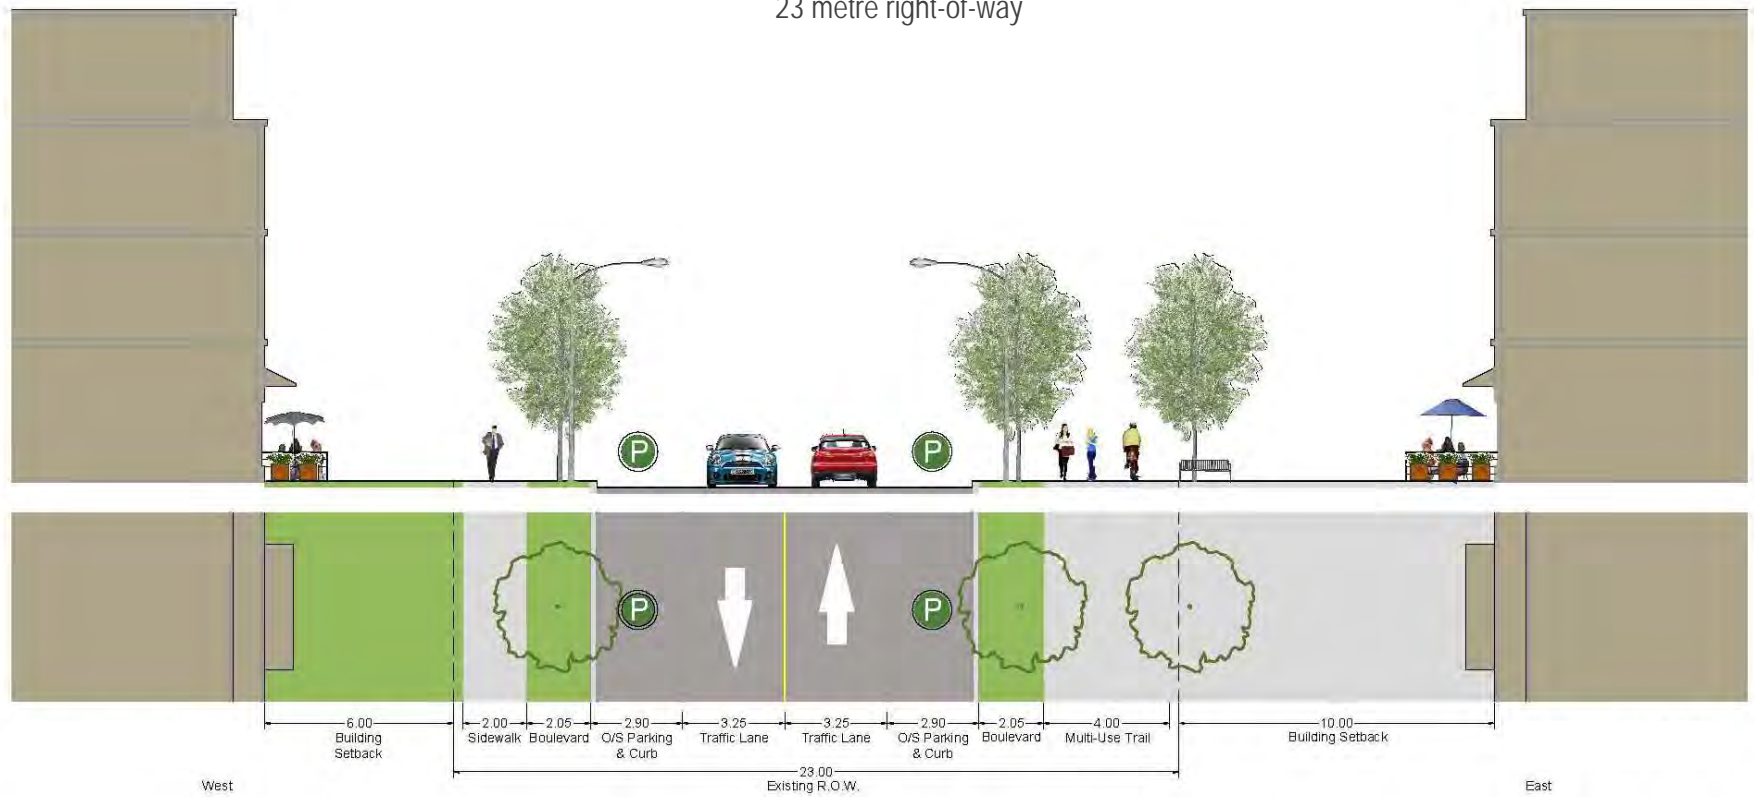 23 metre right-of-way
P
P
P
P
6.00
2.00
2.05
2.90
3.25
3.25
2.90
2.05
4.00
10.00
Building
Setback
Sidewalk
Boulevard
O/S Parking
& Curb
Traffic Lane
Traffic Lane
O/S Parking
& Curb
Boulevard
Multi-Use Trail
Building Setback
23.00
Existing R.O.W.
West
East